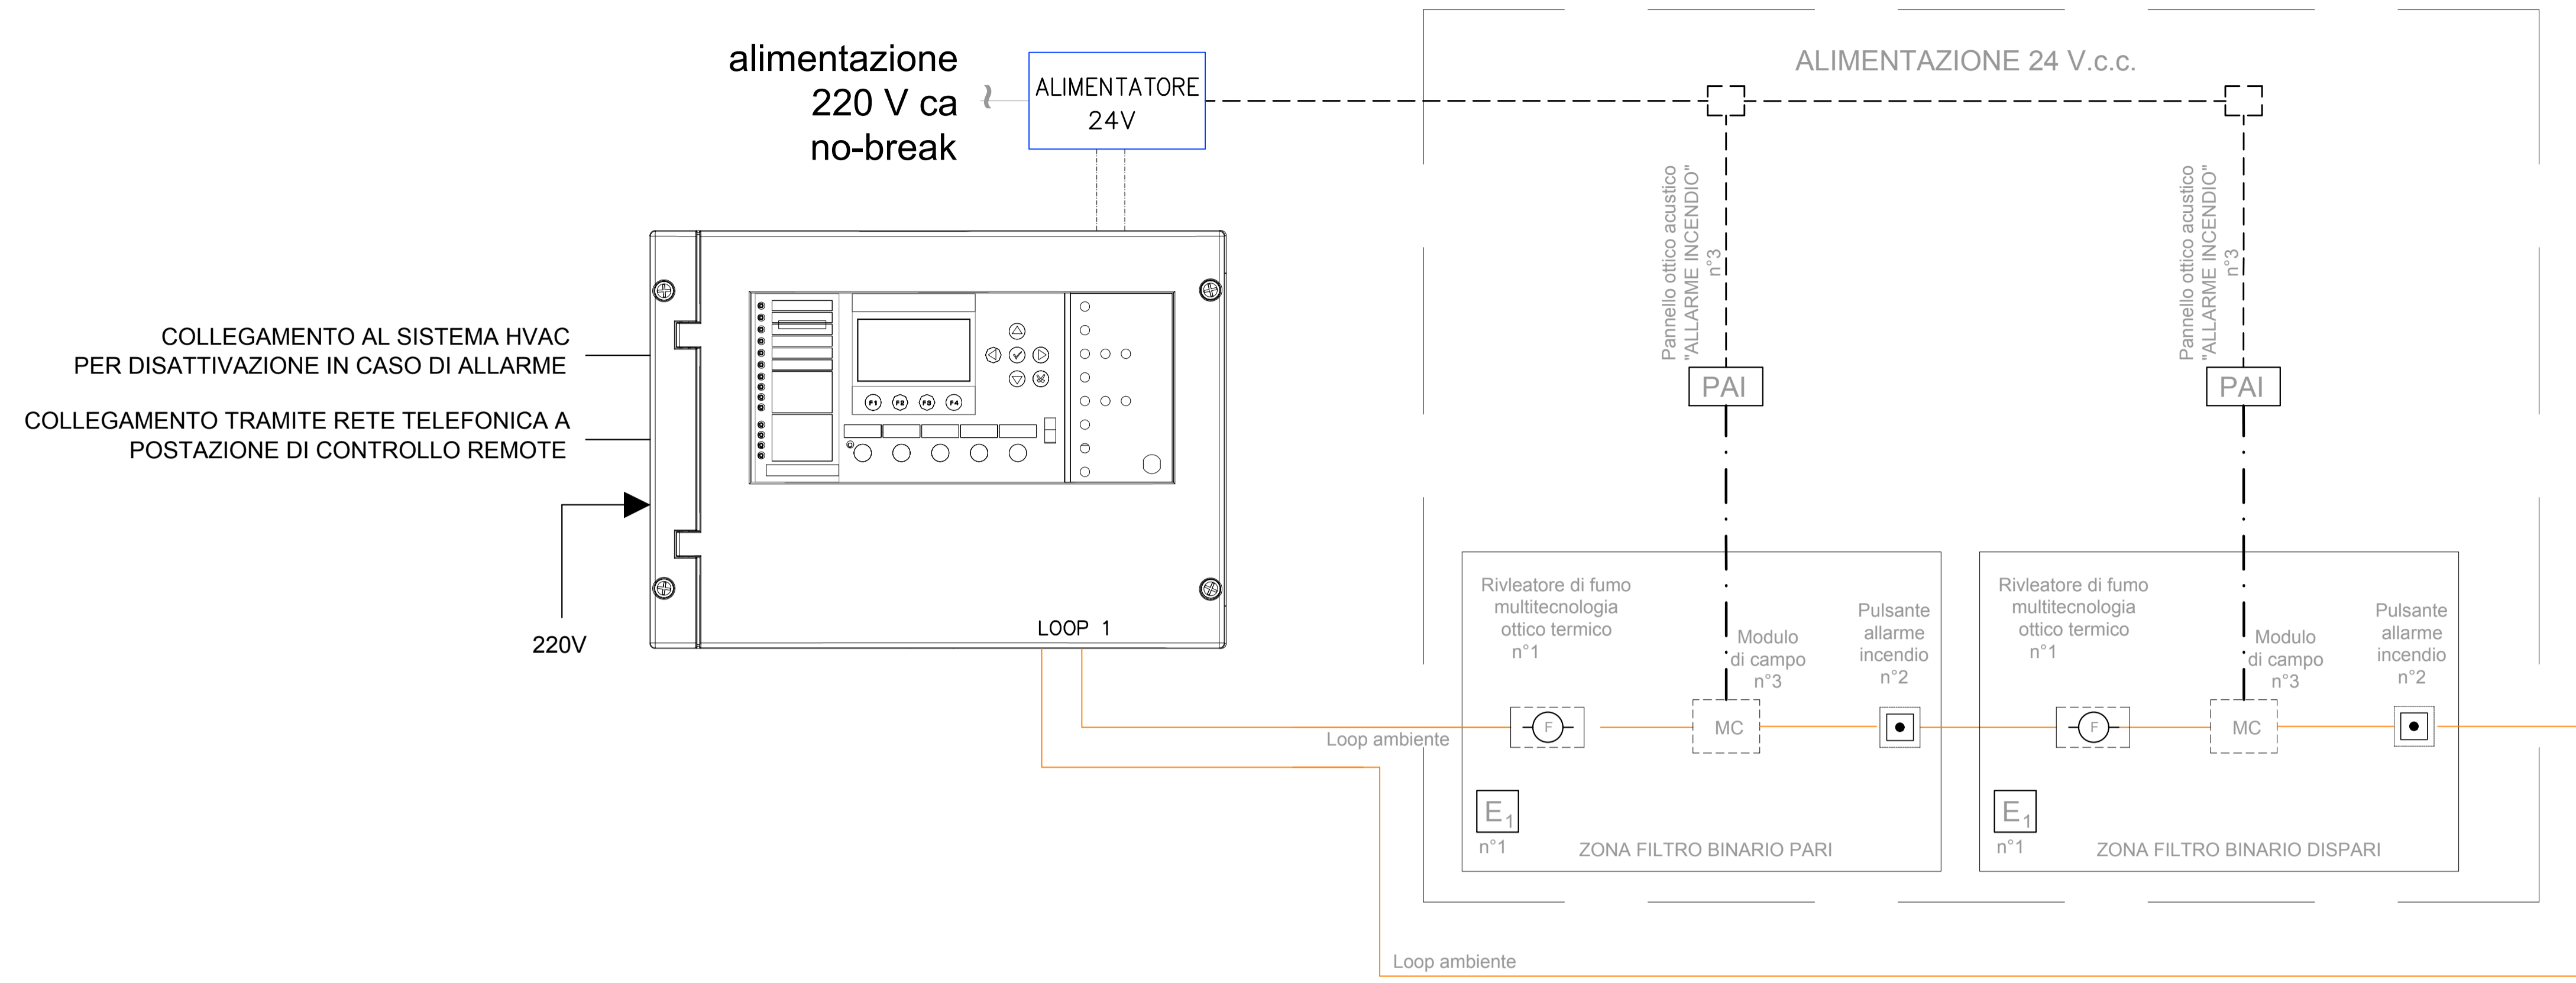 alimentazione
220 V ca
no-break
ALIMENTATORE
24V
ALIMENTAZIONE 24 V.c.c.
Pannello ottico acustico
"ALLARME INCENDIO"
n°3
Pannello ottico acustico
"ALLARME INCENDIO"
n°3
PAI
PAI
COLLEGAMENTO AL SISTEMA HVAC
PER DISATTIVAZIONE IN CASO DI ALLARME
COLLEGAMENTO TRAMITE RETE TELEFONICA A
POSTAZIONE DI CONTROLLO REMOTE
220V
F1 F2 F3 F4
LOOP 1
Loop ambiente
Loop ambiente
Rivleatore di fumo
multitecnologia
ottico termico
n°1
Modulo
di campo
n°3
Pulsante
allarme
incendio
n°2
F
MC
E1
n°1
ZONA FILTRO BINARIO PARI
Rivleatore di fumo
multitecnologia
ottico termico
n°1
Modulo
di campo
n°3
Pulsante
allarme
incendio
n°2
F
MC
E1
n°1
ZONA FILTRO BINARIO DISPARI